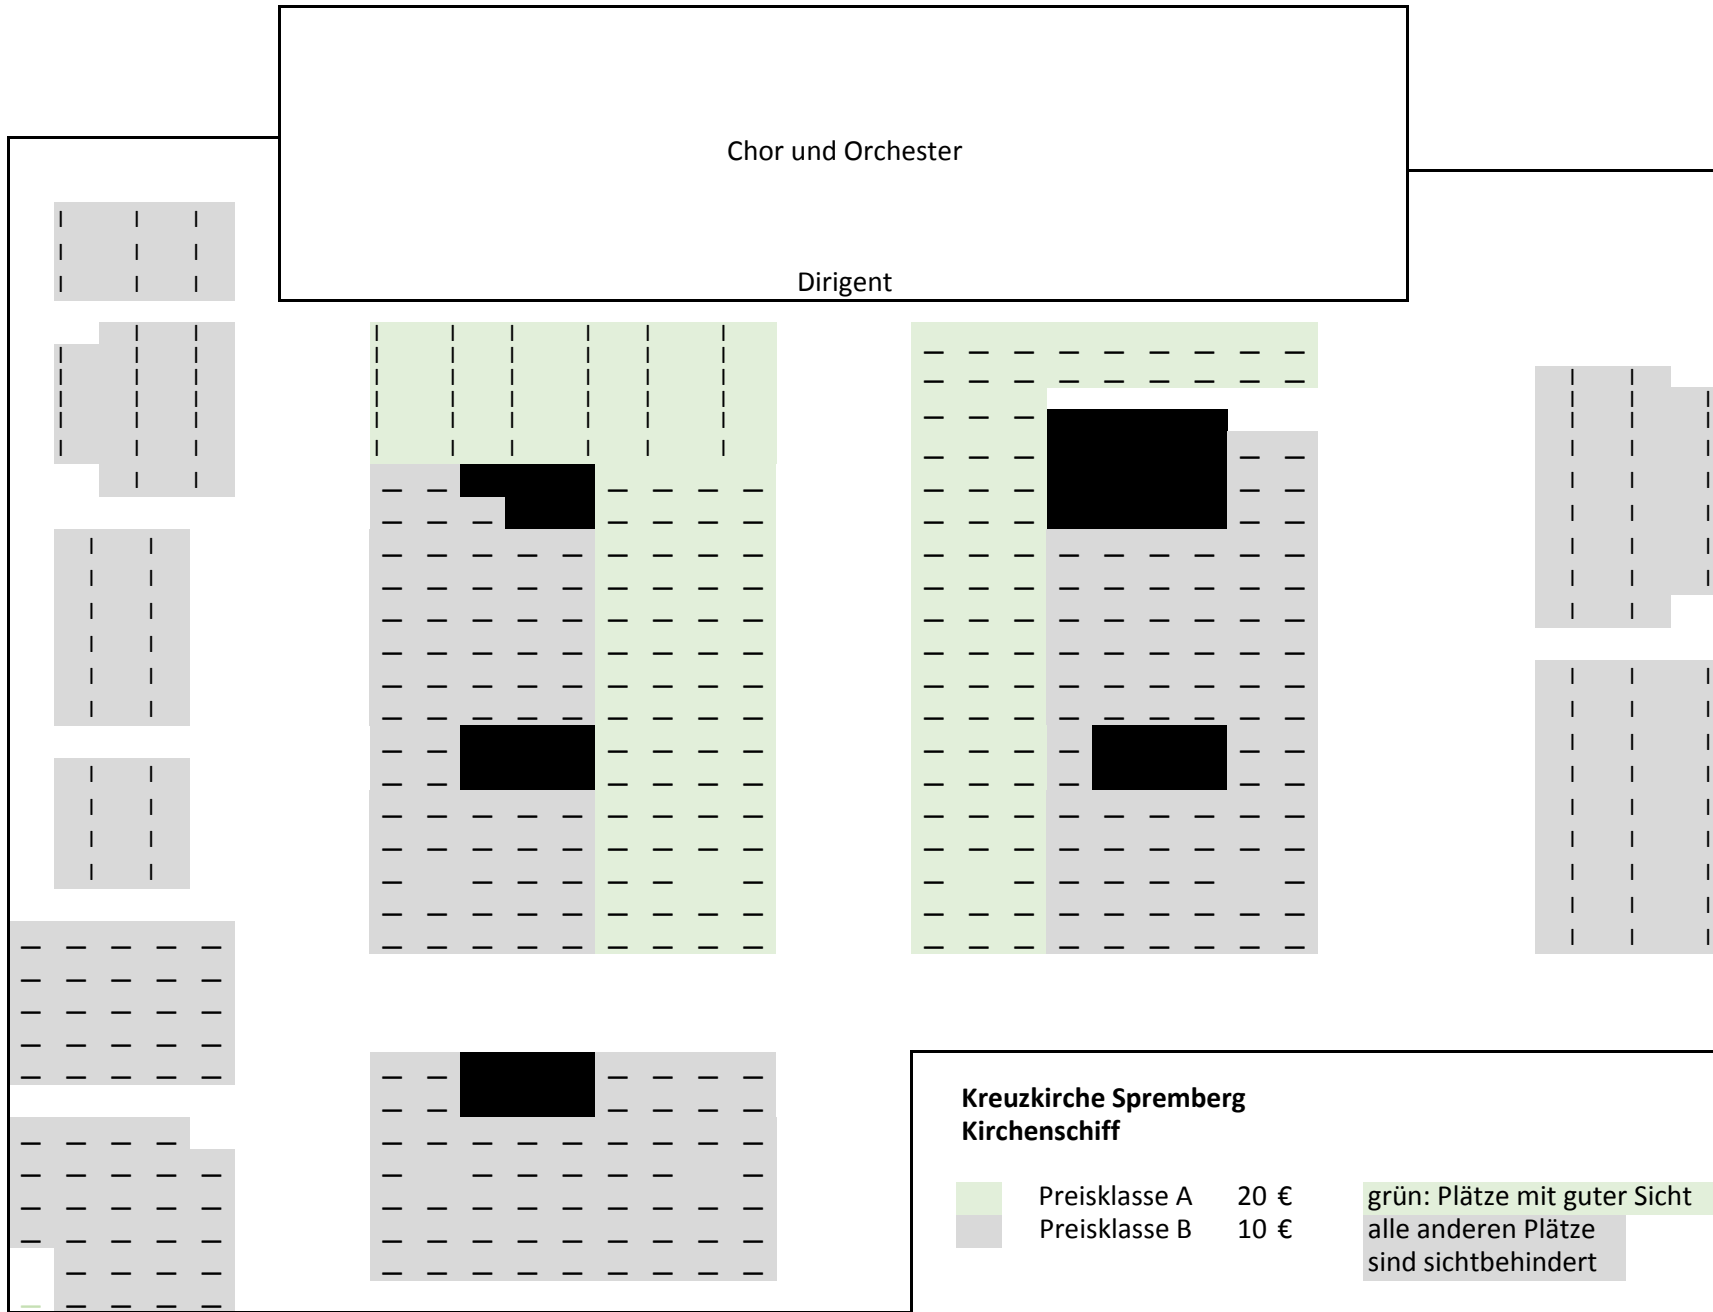 Chor und Orchester
Dirigent
Kreuzkirche Spremberg
Kirchenschiff
Preisklasse A 20 € grün: Plätze mit guter Sicht
Preisklasse B 10 € alle anderen Plätze
sind sichtbehindert